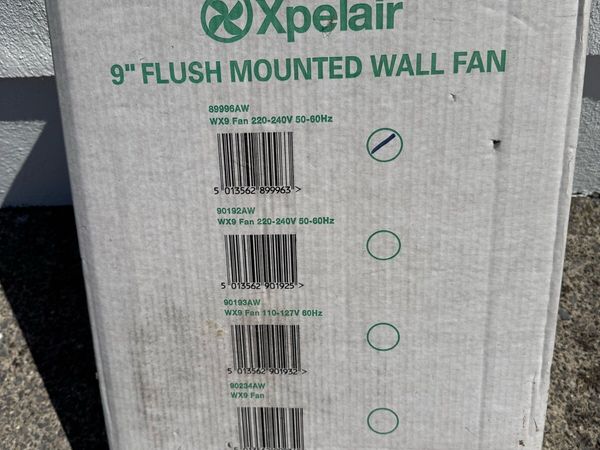 Xpelair
9" FLUSH MOUNTED WALL FAN
89996AW
WX9 Fan 220-240V 50-60Hz
5 013562 899963 >
90192AW
WX9 Fan 220-240V 50-60Hz
5 013562 901925 >
90193AW
WX9 Fan 110-127V 60Hz
5 013562 901932 >
90234AW
WX9 Fan